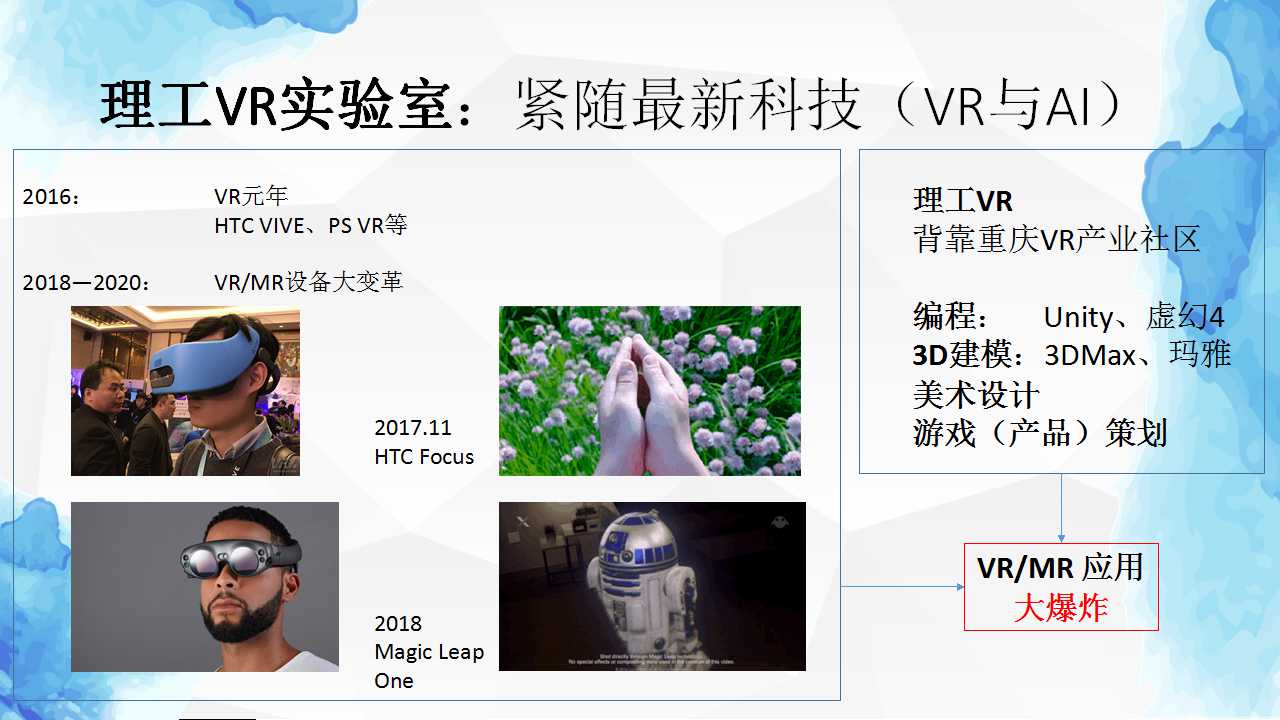 理工VR实验室：紧随最新科技（VR与AI）
2016： VR元年
HTC VIVE、PS VR等
2018—2020： VR/MR设备大变革
2017.11
HTC Focus
2018
Magic Leap
One
Shot directly through Magic Leap technology.
No special effects or compositing were used in the creation of this video.
理工VR
背靠重庆VR产业社区
编程： Unity、虚幻4
3D建模：3DMax、玛雅
美术设计
游戏（产品）策划
VR/MR 应用
大爆炸